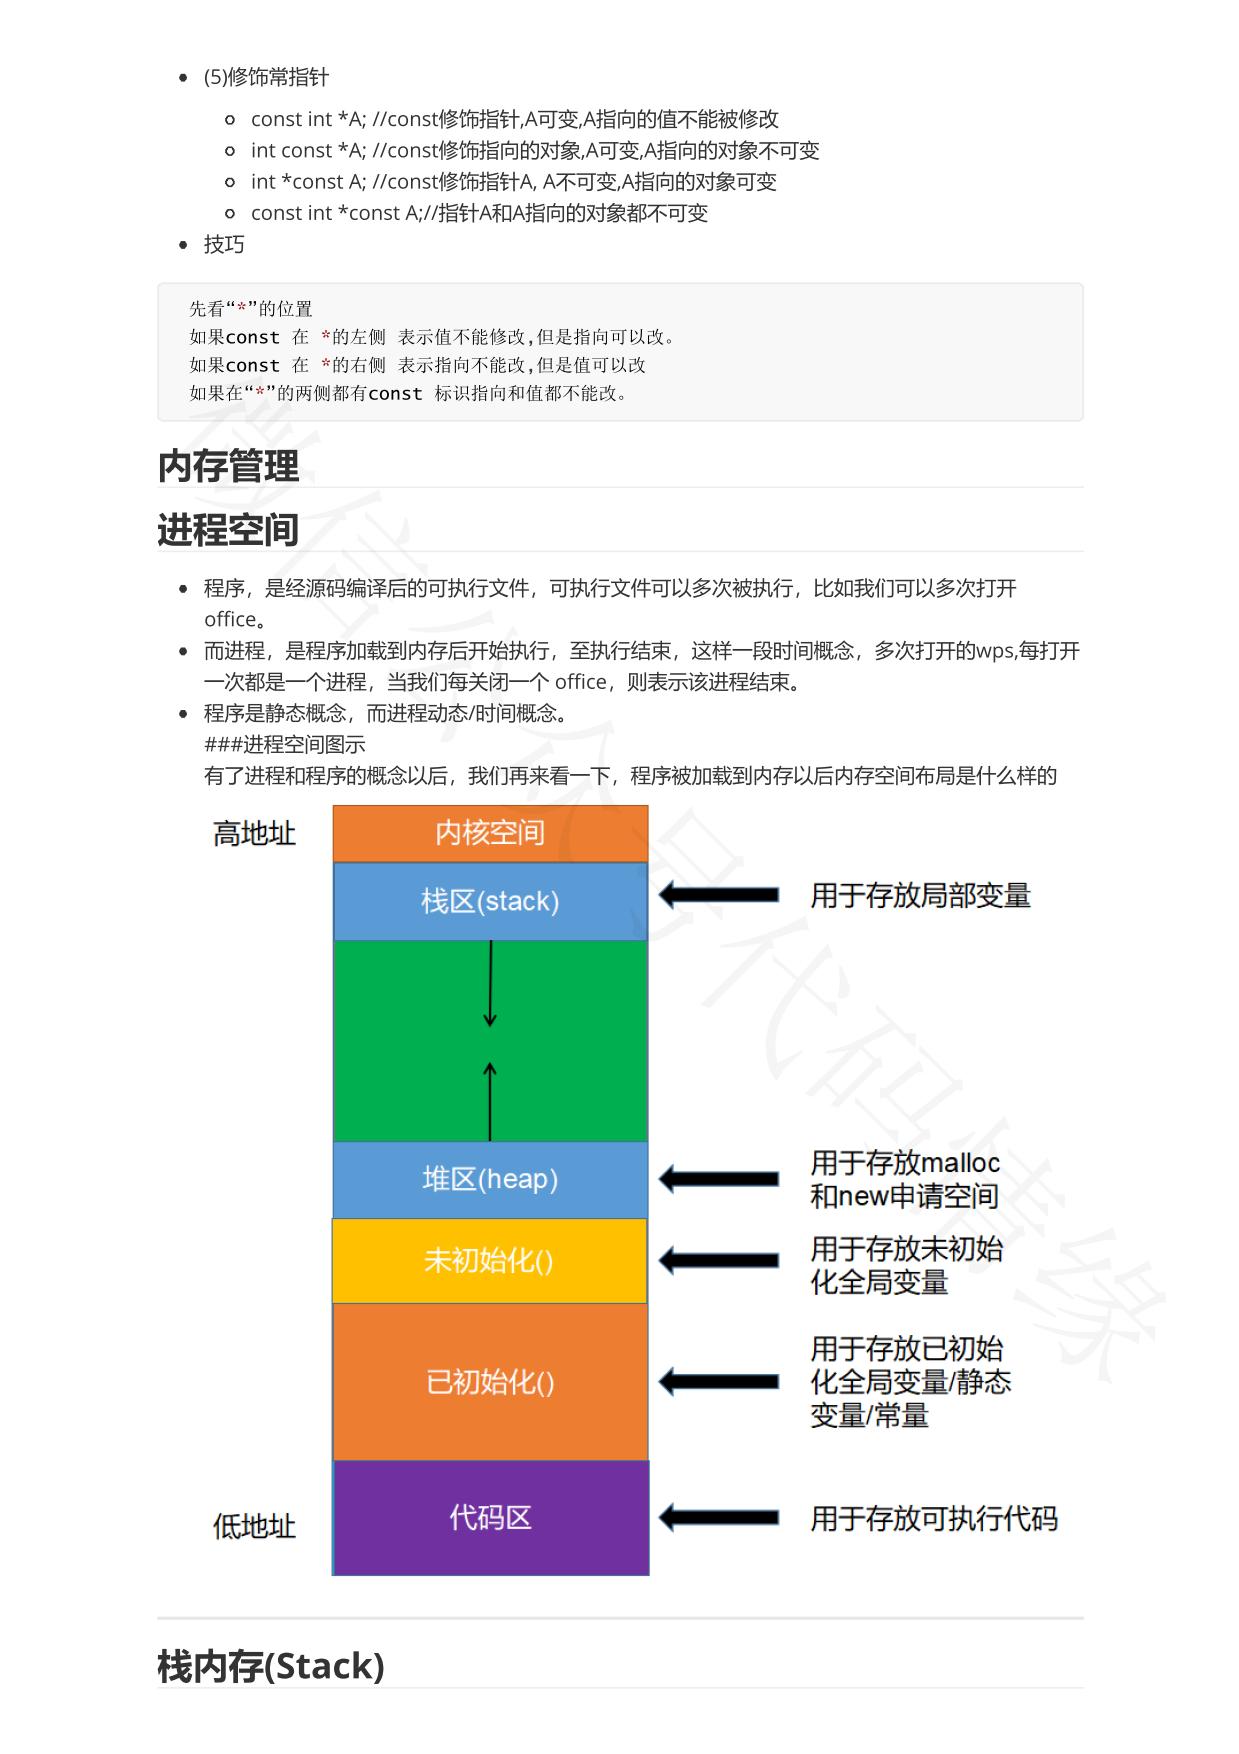 (5)修饰常指针
const int *A; //const修饰指针,A可变,A指向的值不能被修改
int const *A; //const修饰指向的对象,A可变,A指向的对象不可变
int *const A; //const修饰指针A, A不可变,A指向的对象可变
const int *const A;//指针A和A指向的对象都不可变
技巧
先看“*”的位置
如果const 在 *的左侧 表示值不能修改,但是指向可以改。
如果const 在 *的右侧 表示指向不能改,但是值可以改
如果在“*”的两侧都有const 标识指向和值都不能改。
内存管理
进程空间
程序，是经源码编译后的可执行文件，可执行文件可以多次被执行，比如我们可以多次打开
office。
而进程，是程序加载到内存后开始执行，至执行结束，这样一段时间概念，多次打开的wps,每打开
一次都是一个进程，当我们每关闭一个 office，则表示该进程结束。
程序是静态概念，而进程动态/时间概念。
###进程空间图示
有了进程和程序的概念以后，我们再来看一下，程序被加载到内存以后内存空间布局是什么样的
高地址
内核空间
栈区(stack)
用于存放局部变量
堆区(heap)
用于存放malloc
和new申请空间
未初始化()
用于存放未初始
化全局变量
已初始化()
用于存放已初始
化全局变量/静态
变量/常量
低地址
代码区
用于存放可执行代码
栈内存(Stack)
微信公众号代码情缘